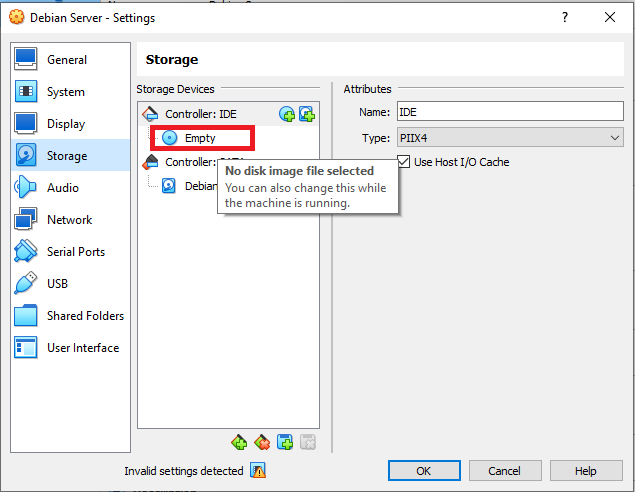 Debian Server - Settings
General
System
Display
Storage
Audio
Network
Serial Ports
USB
Shared Folders
User Interface
Storage
Storage Devices
Controller: IDE
Empty
Controller:
Debian
No disk image file selected
You can also change this while
the machine is running.
Attributes
Name: IDE
Type: PIIX4
Use Host I/O Cache
Invalid settings detected
OK
Cancel
Help